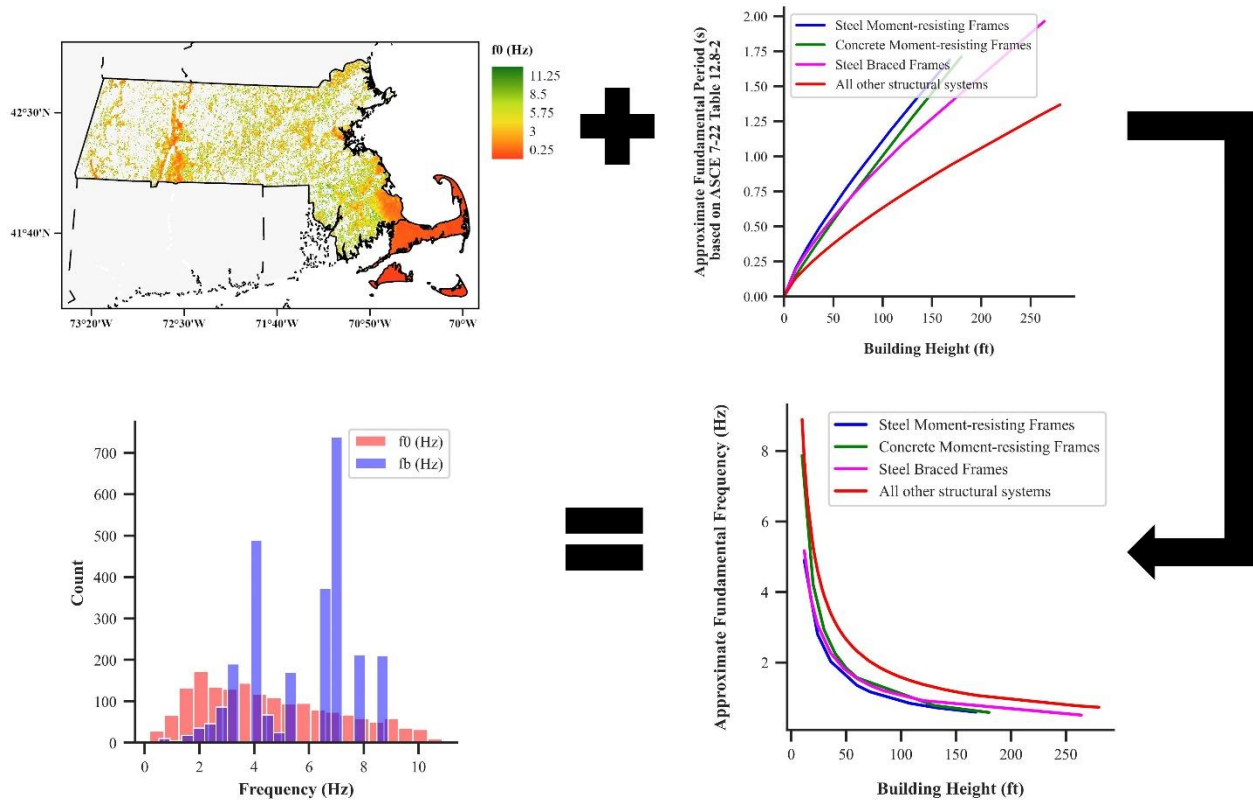 f0 (Hz)
11.25
8.5
3
0.25
42°30'N
41°40'N
73°20'W
72°30'W
71°40'W
70°50'W
70°W
Approximate Fundamental Period (s)
based on ASCE 7-22 Table 12.8-2
2.00
1.75
1.50
1.25
1.00
0.75
0.50
0.25
0.00
Steel Moment-resisting Frames
Concrete Moment-resisting Frames
Steel Braced Frames
All other structural systems
0
50
100
150
200
250
Building Height (ft)
Count
700
600
500
400
300
200
100
0
f0 (Hz)
fb (Hz)
0
2
4
6
8
10
Frequency (Hz)
Approximate Fundamental Frequency (Hz)
8
6
4
2
Steel Moment-resisting Frames
Concrete Moment-resisting Frames
Steel Braced Frames
All other structural systems
0
50
100
150
200
250
Building Height (ft)